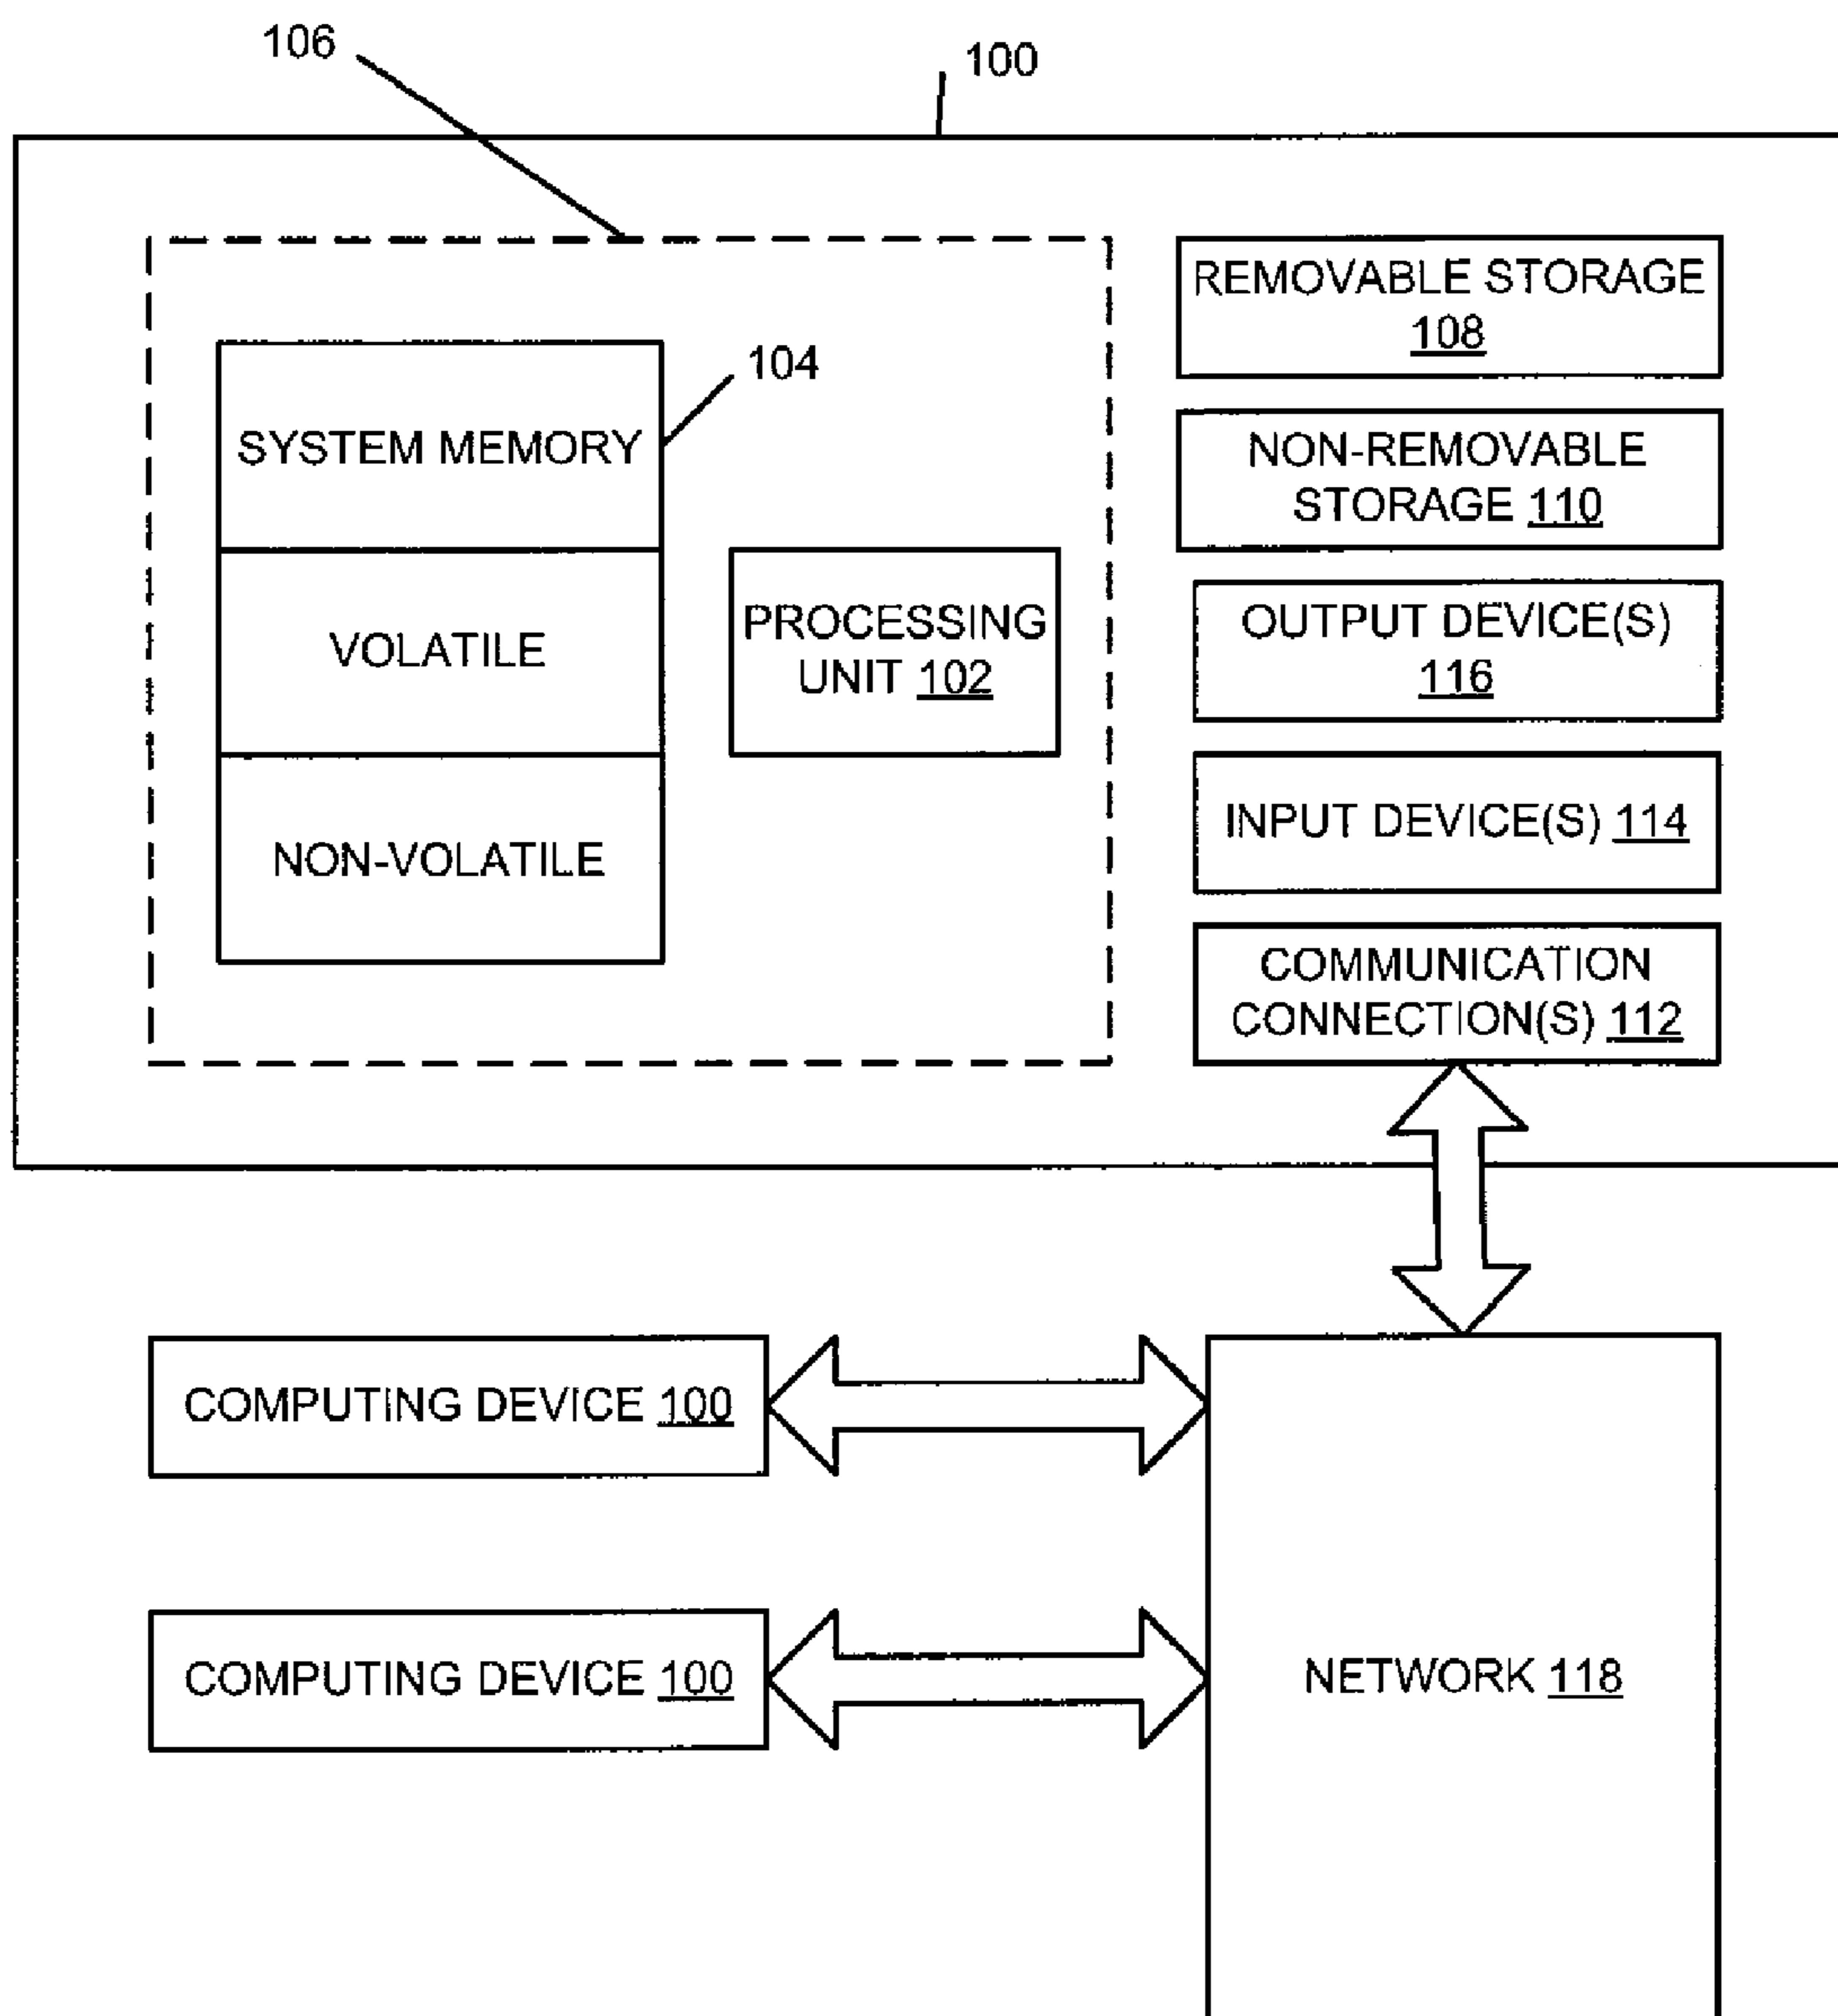 106
100
REMOVABLE STORAGE
108
104
SYSTEM MEMORY
NON-REMOVABLE
STORAGE 110
VOLATILE
PROCESSING
UNIT 102
OUTPUT DEVICE(S)
116
INPUT DEVICE(S) 114
NON-VOLATILE
COMMUNICATION
CONNECTION(S) 112
COMPUTING DEVICE 100
COMPUTING DEVICE 100
NETWORK 118